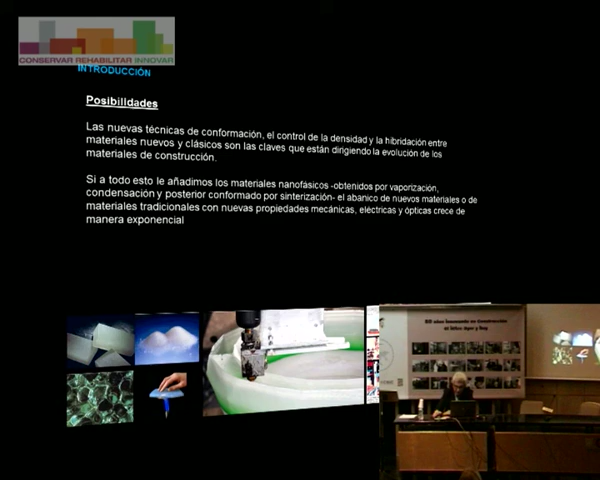 CONSERVAR REHABILITAR INNOVAR
INTRODUCCIÓN
Posibilidades
Las nuevas técnicas de conformación, el control de la densidad y la hibridación entre
materiales nuevos y clásicos son las claves que están dirigiendo la evolución de los
materiales de construcción.
Si a todo esto le añadimos los materiales nanofásicos -obtenidos por vaporización,
condensación y posterior conformado por sinterización- el abanico de nuevos materiales o de
materiales tradicionales con nuevas propiedades mecánicas, eléctricas y ópticas crece de
manera exponencial